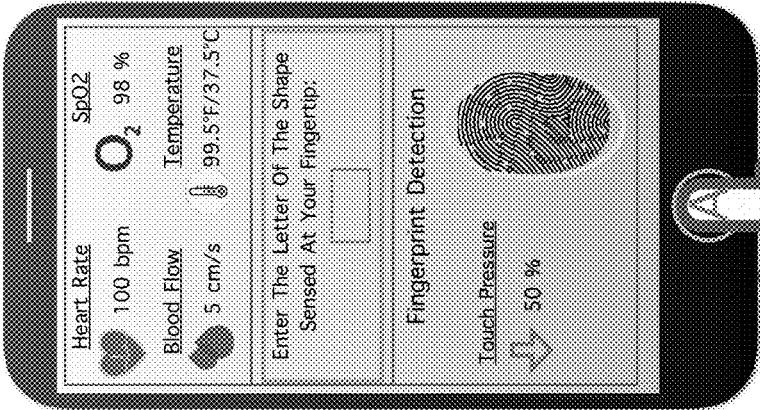 Heart Rate
100 bpm
SpO2
O2
98 %
Blood Flow
5 cm/s
Temperature
99.5°F/37.5°C
Enter The Letter Of The Shape
Sensed At Your Fingertip:
Fingerprint Detection
Touch Pressure
50 %
A